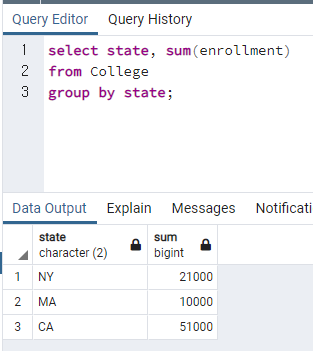 Query Editor Query History
1 select state, sum(enrollment)
2 from College
3 group by state;
Data Output Explain Messages Notificati
state sum
character (2) bigint
1 NY 21000
2 MA 10000
3 CA 51000